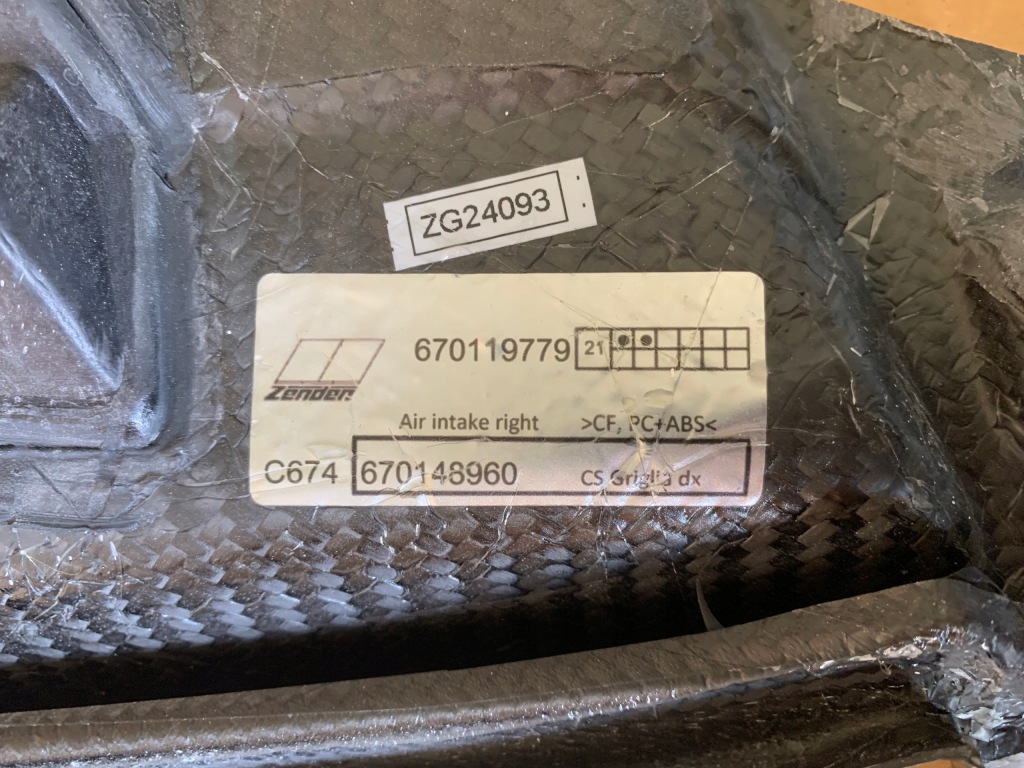 ZG24093
670119779 21
Zender
Air intake right >CF, PC+ABS<
C674 670148960 CS Griglia dx